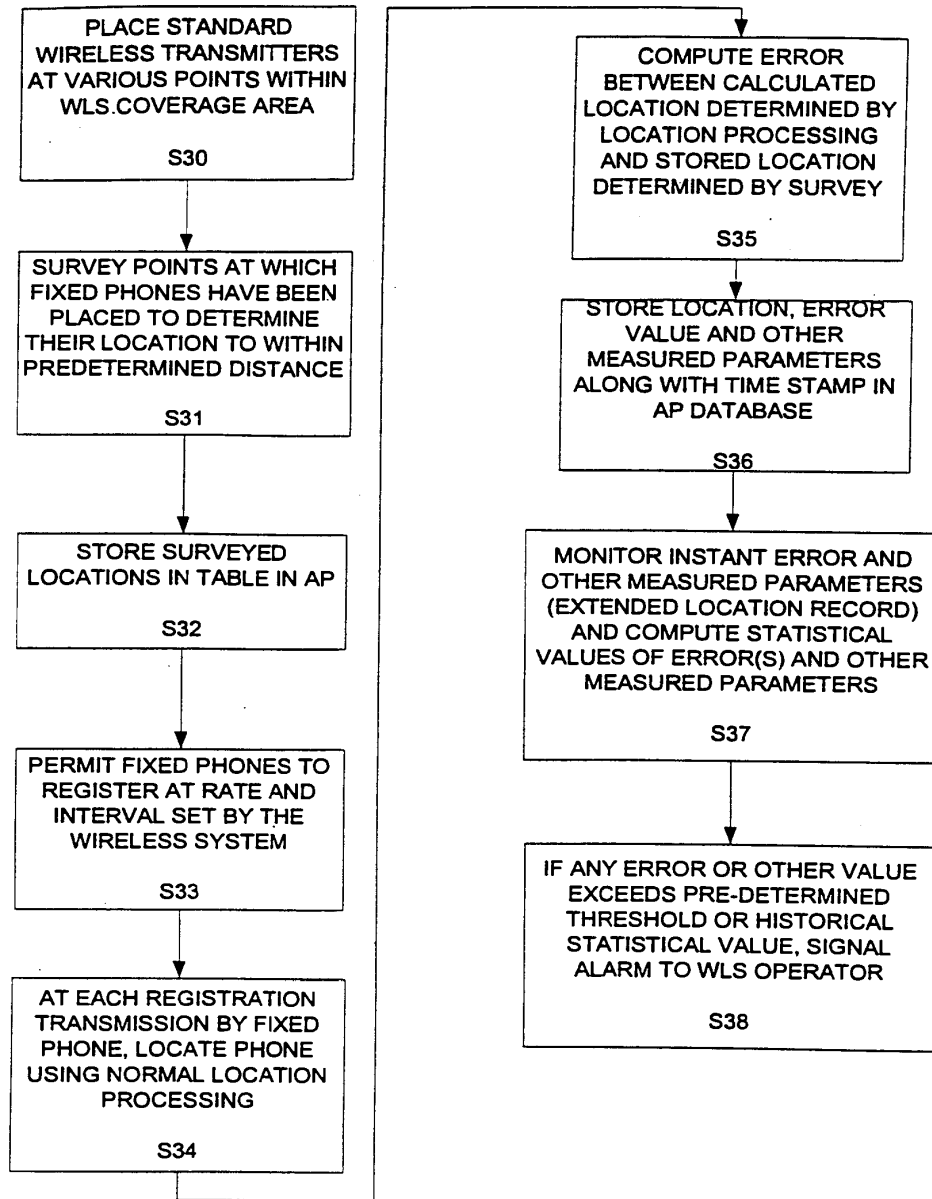 PLACE STANDARD
WIRELESS TRANSMITTERS
AT VARIOUS POINTS WITHIN
WLS.COVERAGE AREA
S30
SURVEY POINTS AT WHICH
FIXED PHONES HAVE BEEN
PLACED TO DETERMINE
THEIR LOCATION TO WITHIN
PREDETERMINED DISTANCE
S31
STORE SURVEYED
LOCATIONS IN TABLE IN AP
S32
PERMIT FIXED PHONES TO
REGISTER AT RATE AND
INTERVAL SET BY THE
WIRELESS SYSTEM
S33
AT EACH REGISTRATION
TRANSMISSION BY FIXED
PHONE, LOCATE PHONE
USING NORMAL LOCATION
PROCESSING
S34
COMPUTE ERROR
BETWEEN CALCULATED
LOCATION DETERMINED BY
LOCATION PROCESSING
AND STORED LOCATION
DETERMINED BY SURVEY
S35
STORE LOCATION, ERROR
VALUE AND OTHER
MEASURED PARAMETERS
ALONG WITH TIME STAMP IN
AP DATABASE
S36
MONITOR INSTANT ERROR AND
OTHER MEASURED PARAMETERS
(EXTENDED LOCATION RECORD)
AND COMPUTE STATISTICAL
VALUES OF ERROR(S) AND OTHER
MEASURED PARAMETERS
S37
IF ANY ERROR OR OTHER VALUE
EXCEEDS PRE-DETERMINED
THRESHOLD OR HISTORICAL
STATISTICAL VALUE, SIGNAL
ALARM TO WLS OPERATOR
S38